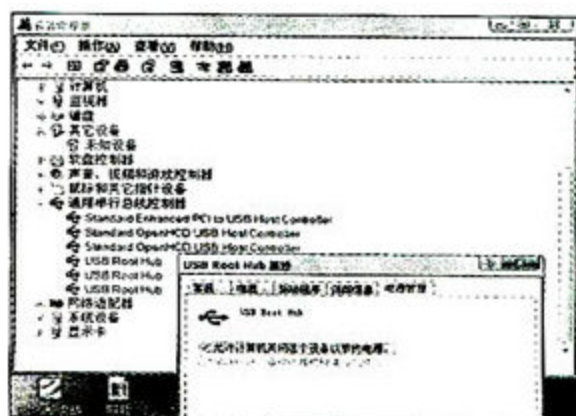 设备管理器
文件(F) 操作(A) 查看(V) 帮助(H)
计算机
监视器
键盘
其它设备
未知设备
软盘控制器
声音、视频和游戏控制器
鼠标和其它指针设备
通用串行总线控制器
Standard Enhanced PCI to USB Host Controller
Standard OpenHCD USB Host Controller
Standard OpenHCD USB Host Controller
USB Root Hub
USB Root Hub
USB Root Hub
网络适配器
系统设备
显示卡
USB Root Hub 属性
电源管理
USB Root Hub
允许计算机关闭这个设备以节约电源。